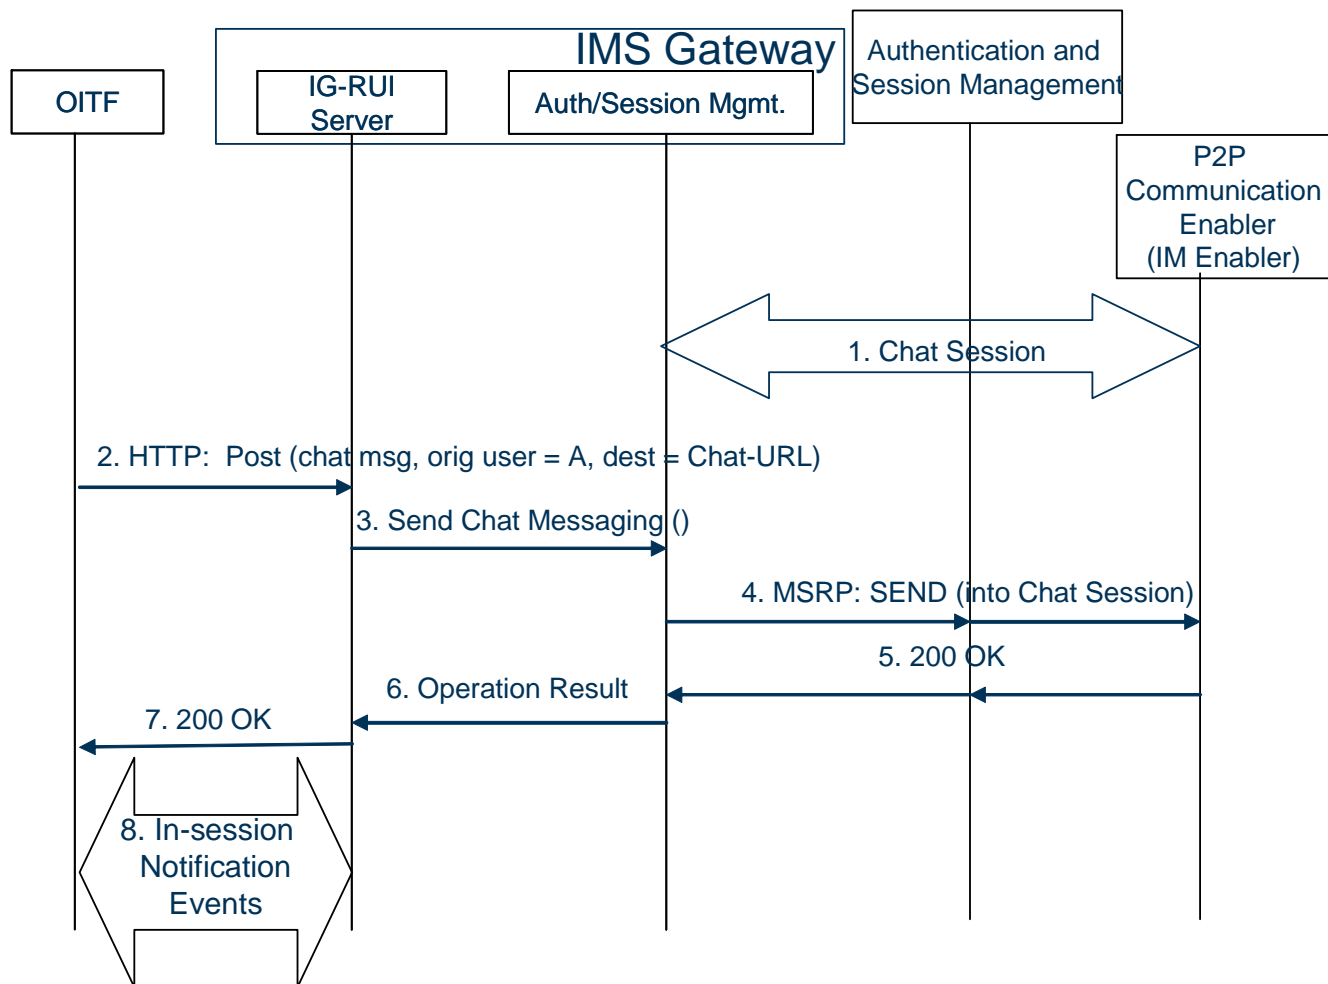 IMS Gateway
Authentication and
Session Management
OITF
IG-RUI
Server
Auth/Session Mgmt.
P2P
Communication
Enabler
(IM Enabler)
1. Chat Session
2. HTTP: Post (chat msg, orig user = A, dest = Chat-URL)
3. Send Chat Messaging ()
4. MSRP: SEND (into Chat Session)
5. 200 OK
6. Operation Result
7. 200 OK
8. In-session
Notification
Events